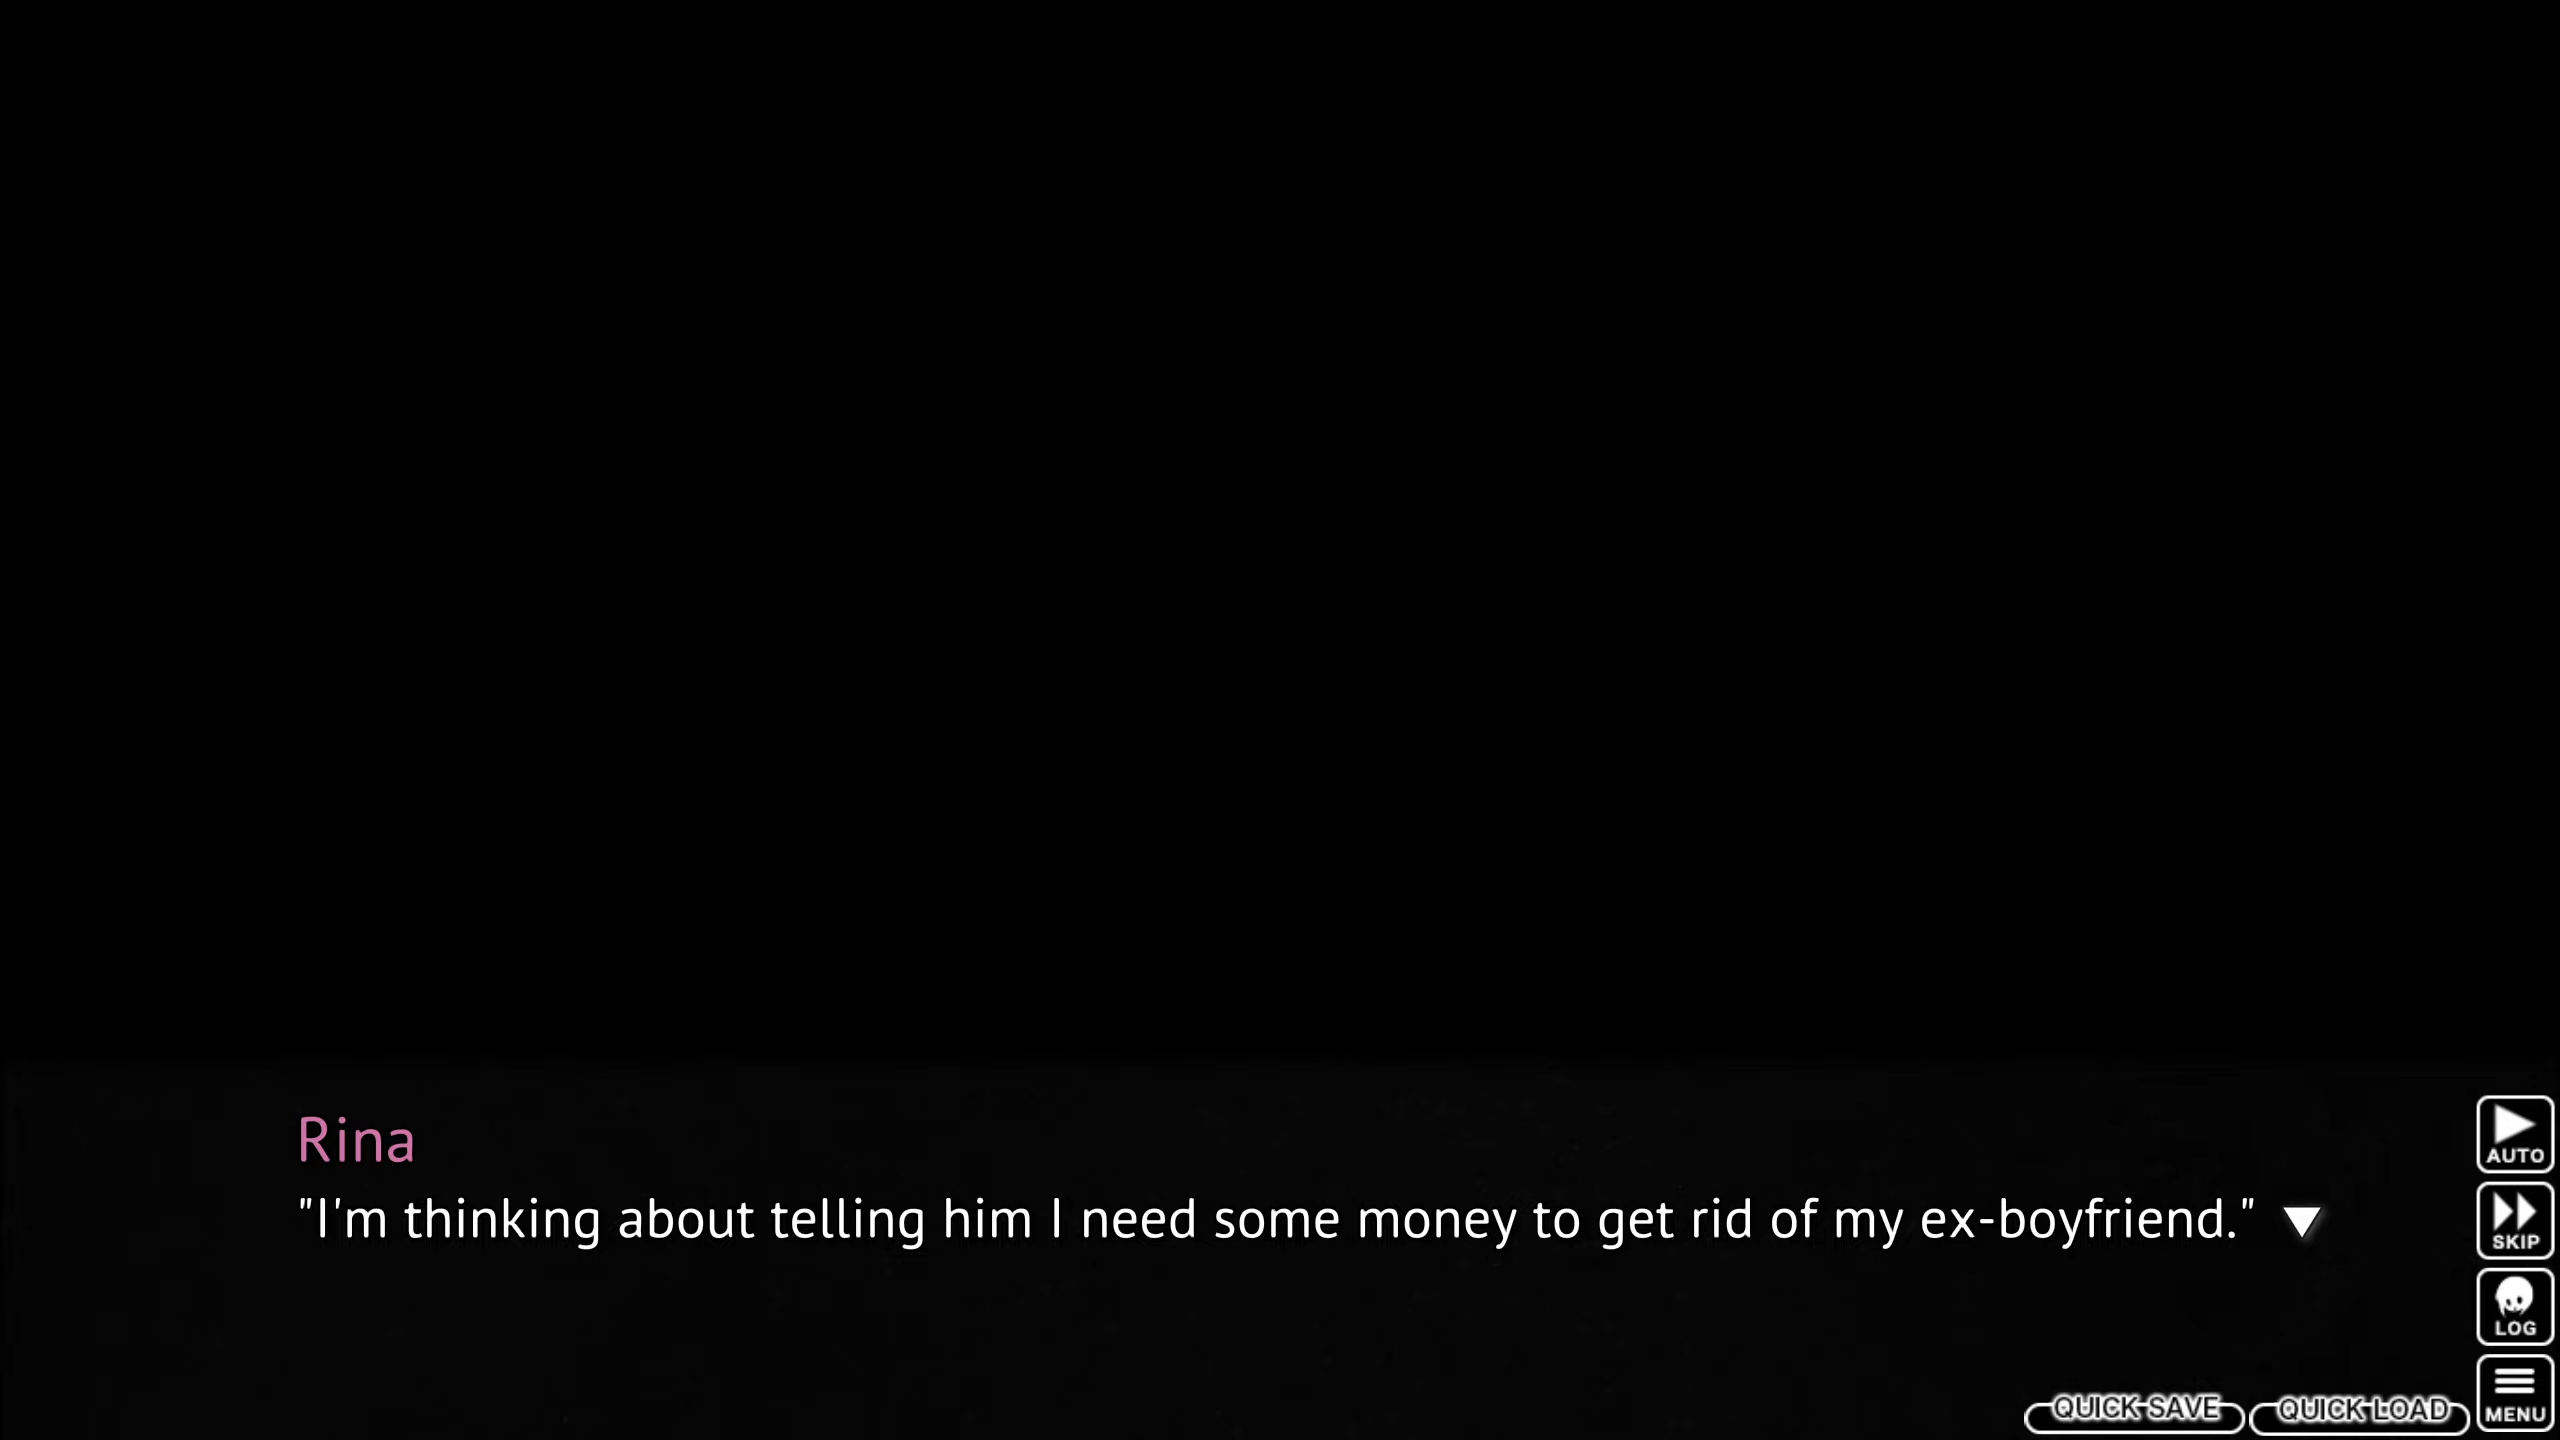 Rina
"I'm thinking about telling him I need some money to get rid of my ex-boyfriend."
AUTO
SKIP
LOG
MENU
QUICK SAVE QUICK LOAD